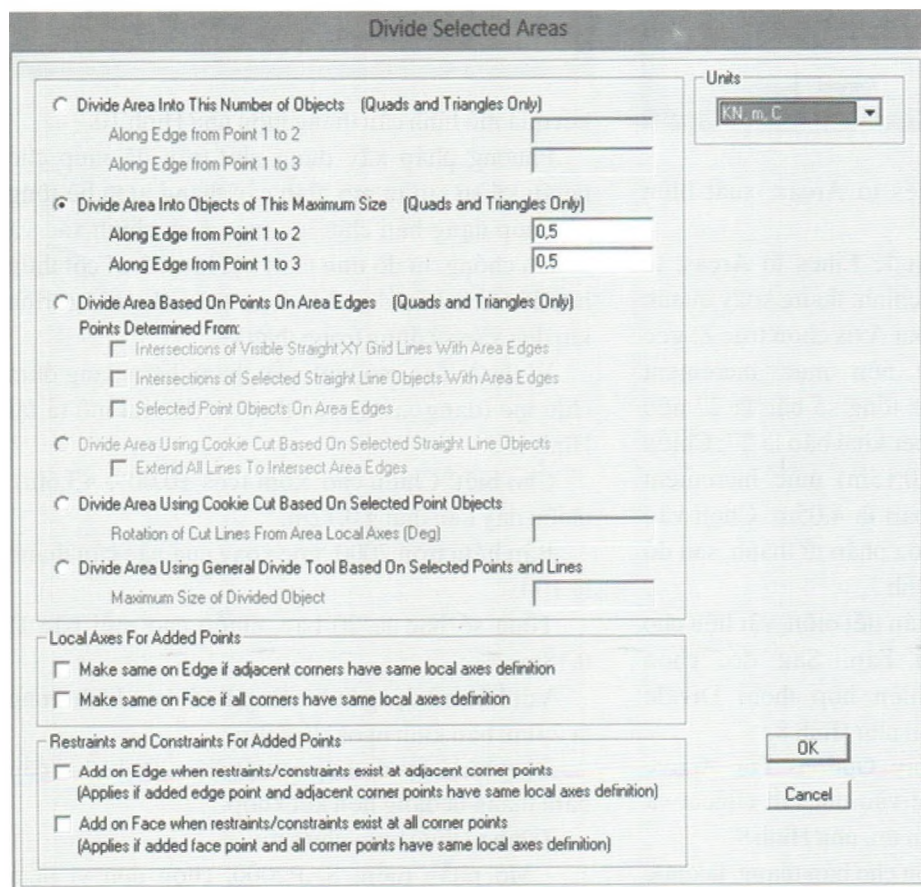 Divide Selected Areas
Units
KN, m, C
Divide Area Into This Number of Objects (Quads and Triangles Only)
Along Edge from Point 1 to 2
Along Edge from Point 1 to 3
Divide Area Into Objects of This Maximum Size (Quads and Triangles Only)
Along Edge from Point 1 to 2 0,5
Along Edge from Point 1 to 3 0,5
Divide Area Based On Points On Area Edges (Quads and Triangles Only)
Points Determined From:
Intersections of Visible Straight XY Grid Lines With Area Edges
Intersections of Selected Straight Line Objects With Area Edges
Selected Point Objects On Area Edges
Divide Area Using Cookie Cut Based On Selected Straight Line Objects
Extend All Lines To Intersect Area Edges
Divide Area Using Cookie Cut Based On Selected Point Objects
Rotation of Cut Lines From Area Local Axes (Deg)
Divide Area Using General Divide Tool Based On Selected Points and Lines
Maximum Size of Divided Object
Local Axes For Added Points
Make same on Edge if adjacent corners have same local axes definition
Make same on Face if all corners have same local axes definition
Restraints and Constraints For Added Points
Add on Edge when restraints/constraints exist at adjacent corner points
(Applies if added edge point and adjacent corner points have same local axes definition)
Add on Face when restraints/constraints exist at all corner points
(Applies if added face point and all corner points have same local axes definition)
OK
Cancel